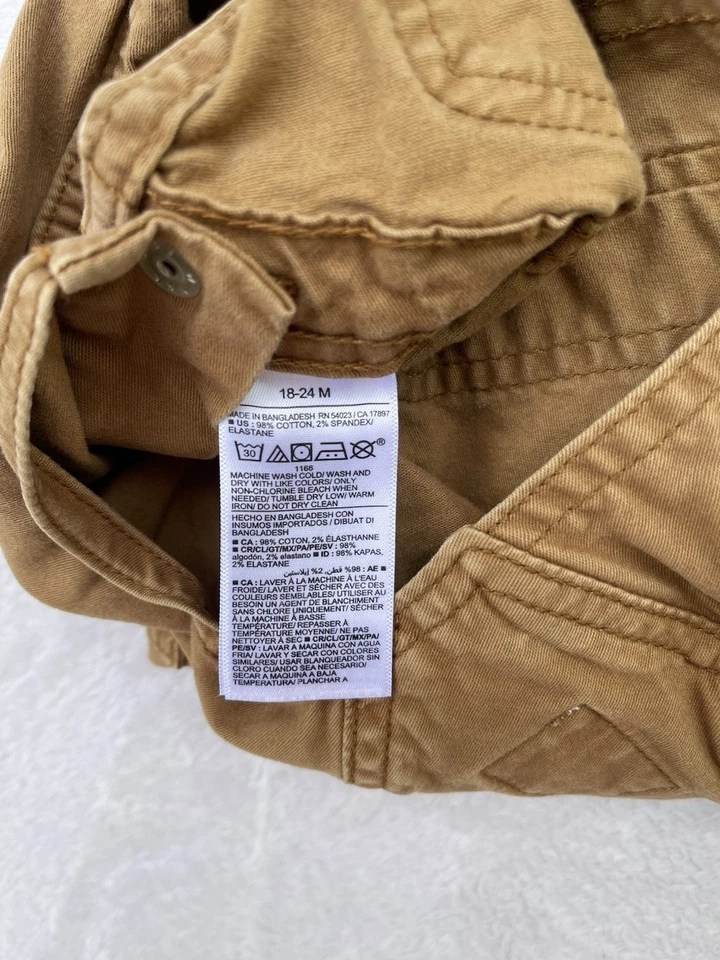 18-24 M
MADE IN BANGLADESH RN 54023 / CA 17897
■ US : 98% COTTON, 2% SPANDEX/
ELASTANE
30 ®
1166
MACHINE WASH COLD/ WASH AND
DRY WITH LIKE COLORS/ ONLY
NON-CHLORINE BLEACH WHEN
NEEDED/ TUMBLE DRY LOW/ WARM
IRON/ DO NOT DRY CLEAN
HECHO EN BANGLADESH CON
INSUMOS IMPORTADOS / DIBUAT DI
BANGLADESH
■ CA : 98% COTON, 2% ÉLASTHANNE
■ CR/CL/GT/MX/PA/PE/SV : 98%
algodón, 2% elastano ■ ID : 98% KAPAS,
2% ELASTANE
■ AE : 98% قطن, 2% إيلاستين
■ CA : LAVER À LA MACHINE À L'EAU
FROIDE/ LAVER ET SÉCHER AVEC DES
COULEURS SEMBLABLES/ UTILISER AU
BESOIN UN AGENT DE BLANCHIMENT
SANS CHLORE UNIQUEMENT/ SÉCHER
À LA MACHINE À BASSE
TEMPÉRATURE/ REPASSER À
TEMPÉRATURE MOYENNE/ NE PAS
NETTOYER À SEC ■ CR/CL/GT/MX/PA/
PE/SV : LAVAR A MAQUINA CON AGUA
FRIA/ LAVAR Y SECAR CON COLORES
SIMILARES/ USAR BLANQUEADOR SIN
CLORO CUANDO SEA NECESARIO/
SECAR A MAQUINA A BAJA
TEMPERATURA/ PLANCHAR A